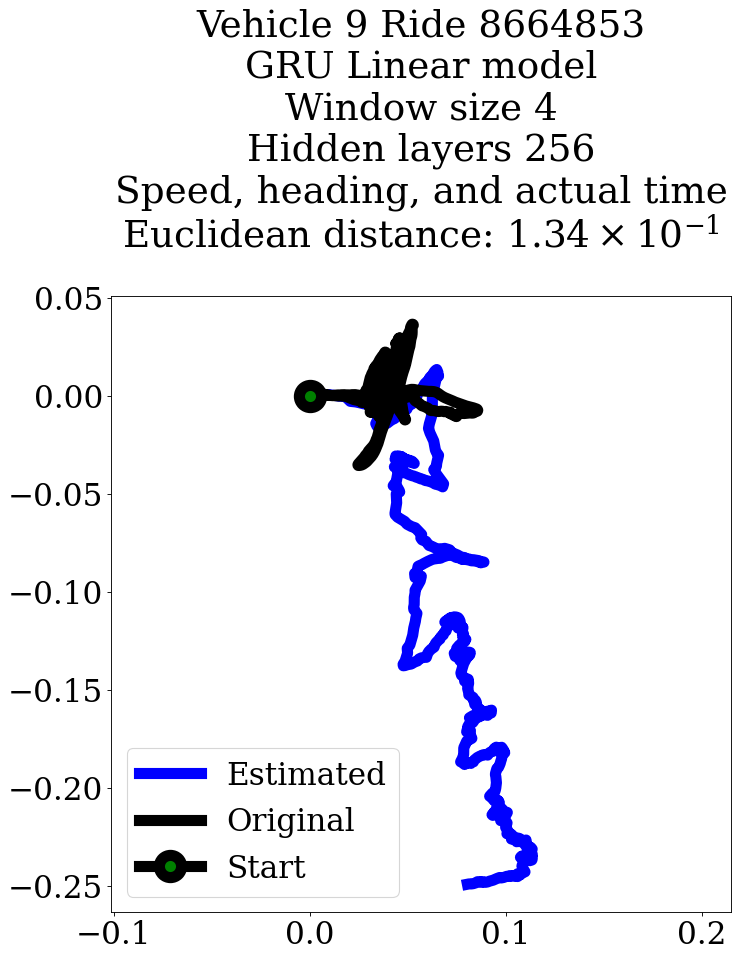 Vehicle 9 Ride 8664853
GRU Linear model
Window size 4
Hidden layers 256
Speed, heading, and actual time
Euclidean distance: 1.34 × 10⁻¹
0.05
0.00
−0.05
−0.10
−0.15
−0.20
−0.25
Estimated
Original
Start
−0.1
0.0
0.1
0.2